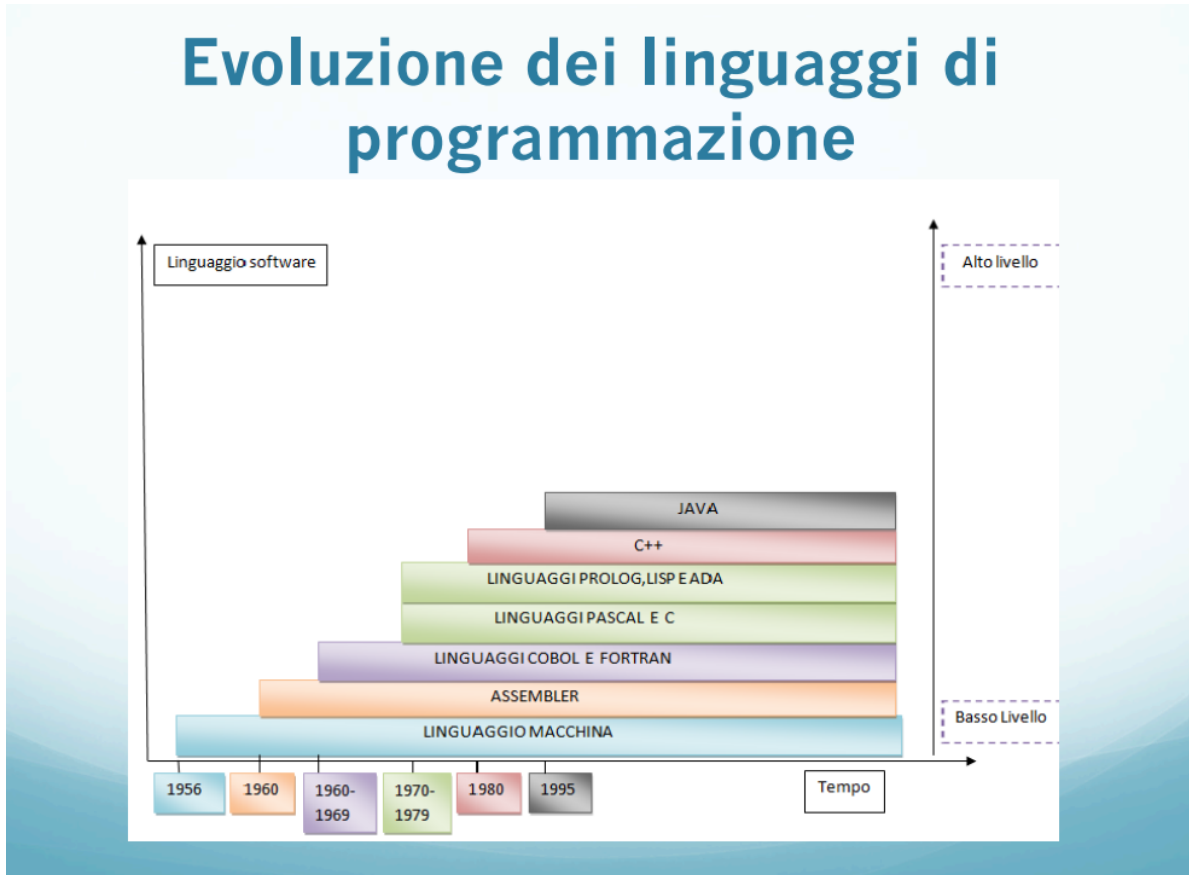 Evoluzione dei linguaggi di
programmazione
Linguaggio software
Alto livello
JAVA
C++
LINGUAGGI PROLOG,LISP E ADA
LINGUAGGI PASCAL E C
LINGUAGGI COBOL E FORTRAN
ASSEMBLER
LINGUAGGIO MACCHINA
Basso Livello
1956
1960
1960-
1969
1970-
1979
1980
1995
Tempo